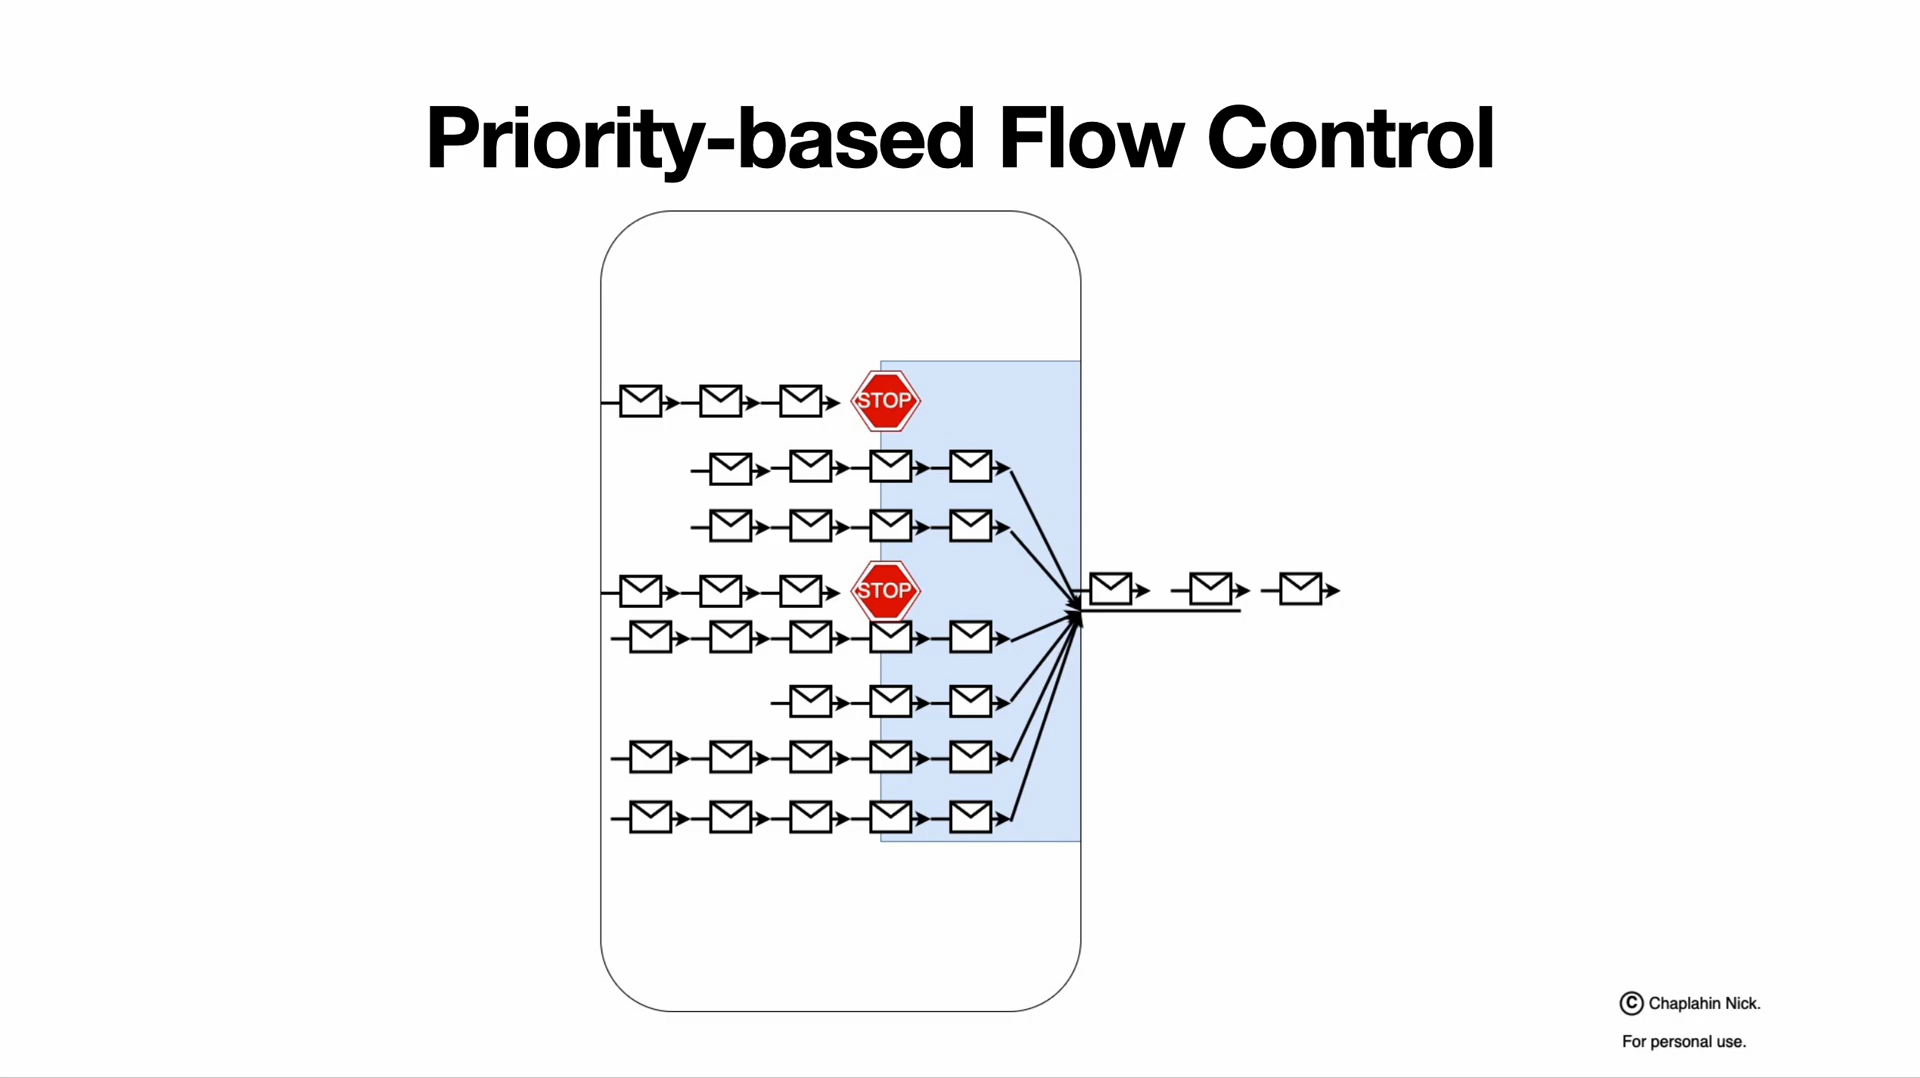 Priority-based Flow Control
STOP
STOP
© Chaplahin Nick.
For personal use.